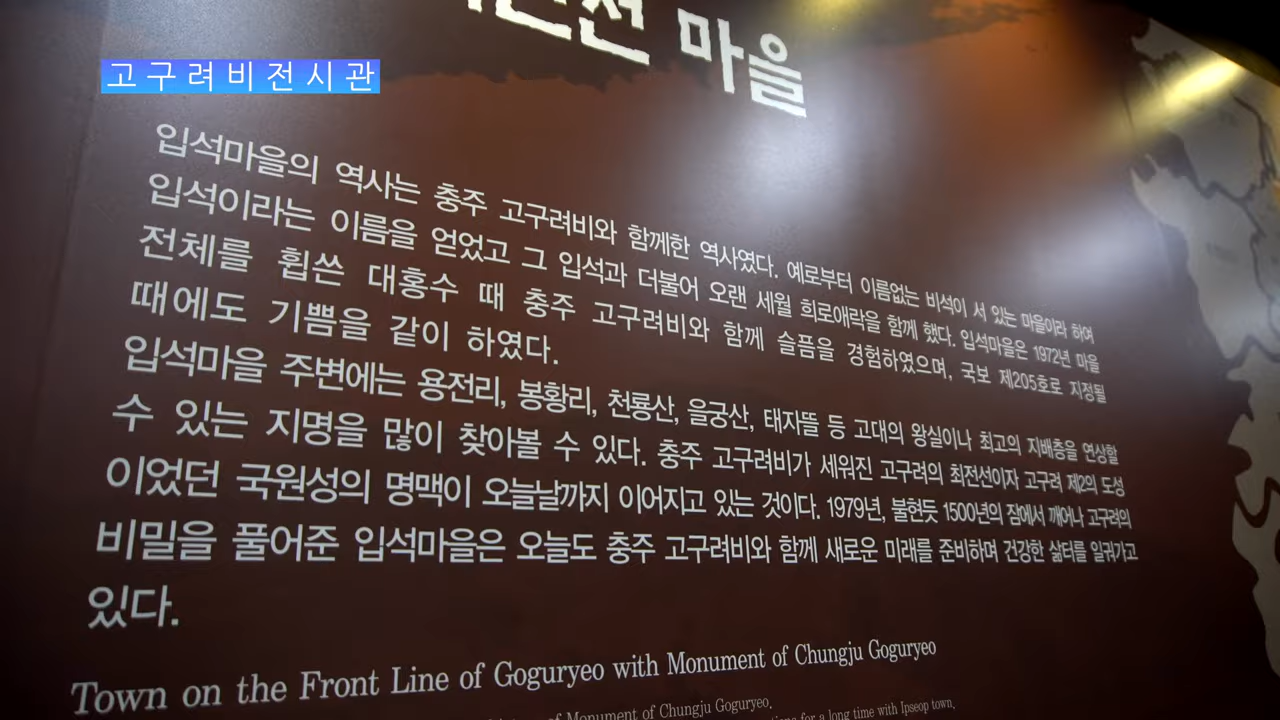 마을
고구려비전시관
입석마을의 역사는 충주 고구려비와 함께한 역사였다. 예로부터 이름없는 비석이 서 있는 마을이라 하여
입석이라는 이름을 얻었고 그 입석과 더불어 오랜 세월 희로애락을 함께 했다. 입석마을은 1972년 마을
전체를 휩쓴 대홍수 때 충주 고구려비와 함께 슬픔을 경험하였으며, 국보 제205호로 지정될
때에도 기쁨을 같이 하였다.
입석마을 주변에는 용전리, 봉황리, 천룡산, 을궁산, 태자뜰 등 고대의 왕실이나 최고의 지배층을 연상할
수 있는 지명을 많이 찾아볼 수 있다. 충주 고구려비가 세워진 고구려의 최전선이자 고구려 제2의 도성
이었던 국원성의 명맥이 오늘날까지 이어지고 있는 것이다. 1979년, 불현듯 1500년의 잠에서 깨어나 고구려의
비밀을 풀어준 입석마을은 오늘도 충주 고구려비와 함께 새로운 미래를 준비하며 건강한 삶터를 일궈가고
있다.
Town on the Front Line of Goguryeo with Monument of Chungju Goguryeo
of Monument of Chungju Goguryeo.
for a long time with Ipseop town,